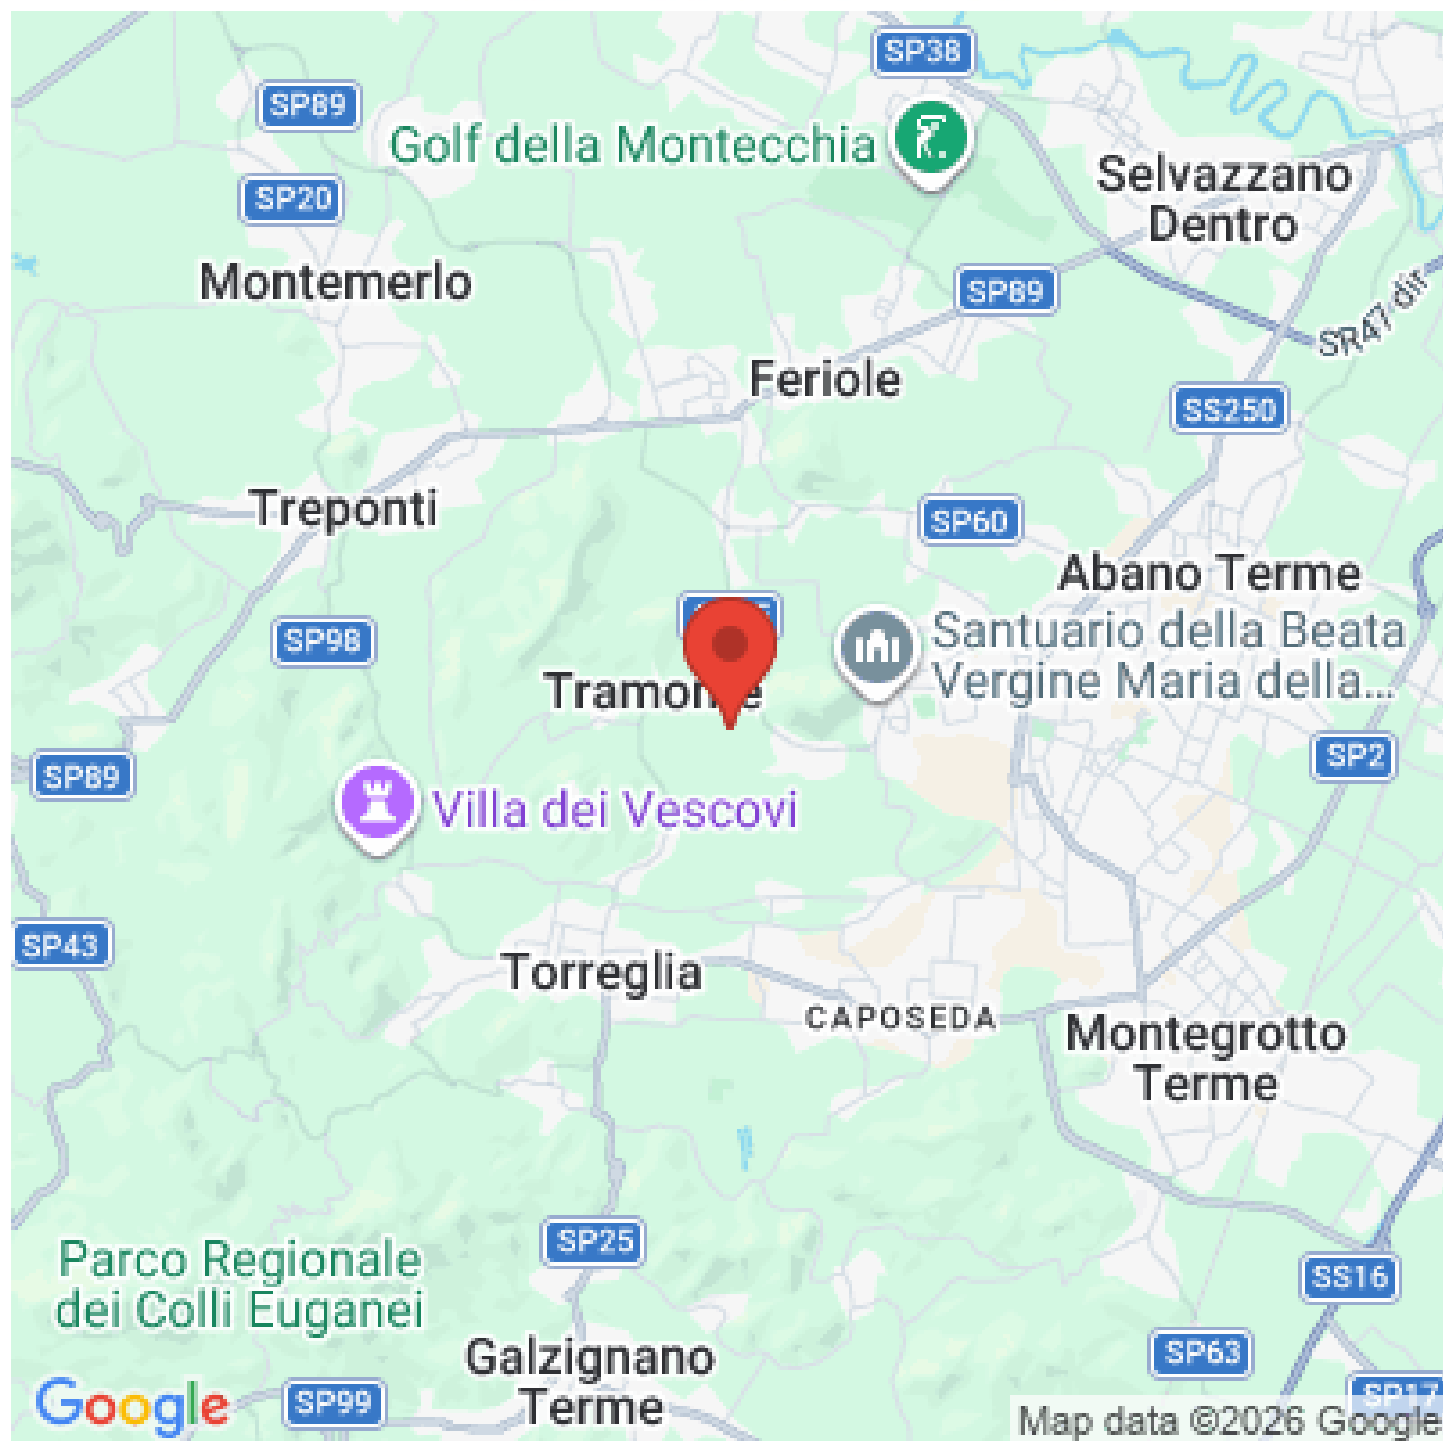 SP38
SP89
Golf della Montecchia
Selvazzano
Dentro
SP20
Montemerlo
SP89
SR47 dir
Feriole
SS250
Treponti
SP60
Abano Terme
Santuario della Beata
Vergine Maria della...
SP98
SP2
SP89
Villa dei Vescovi
SP43
Torreglia
CAPOSEDA
Montegrotto
Terme
SP25
Parco Regionale
dei Colli Euganei
SS16
Galzignano
Terme
SP63
SP99
Google
Map data ©2026 Google